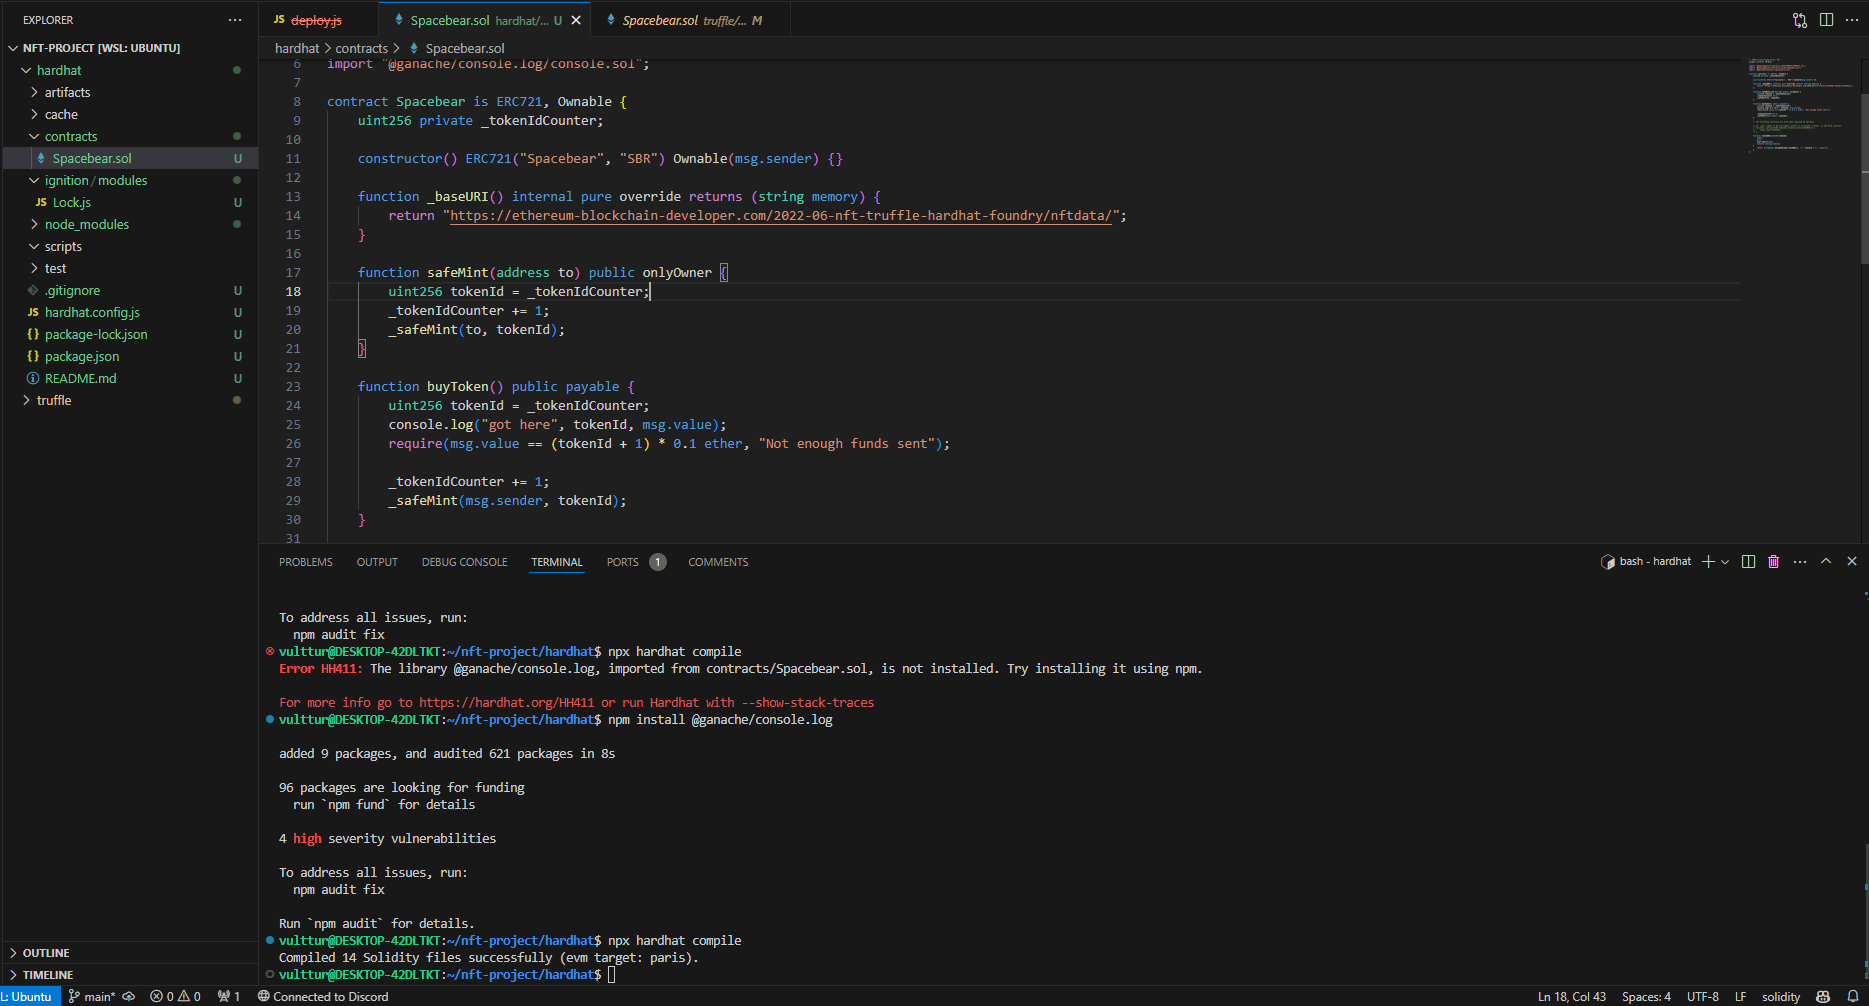 EXPLORER
NFT-PROJECT [WSL: UBUNTU]
hardhat
artifacts
cache
contracts
Spacebear.sol U
ignition / modules
JS Lock.js U
node_modules
scripts
test
.gitignore U
JS hardhat.config.js U
{} package-lock.json U
{} package.json U
README.md U
truffle
OUTLINE
TIMELINE
JS deploy.js
Spacebear.sol hardhat/... U
Spacebear.sol truffle/... M
hardhat > contracts > Spacebear.sol
6 import "@ganache/console.log/console.sol";
7
8 contract Spacebear is ERC721, Ownable {
9 uint256 private _tokenIdCounter;
10
11 constructor() ERC721("Spacebear", "SBR") Ownable(msg.sender) {}
12
13 function _baseURI() internal pure override returns (string memory) {
14 return "https://ethereum-blockchain-developer.com/2022-06-nft-truffle-hardhat-foundry/nftdata/";
15 }
16
17 function safeMint(address to) public onlyOwner {
18 uint256 tokenId = _tokenIdCounter;
19 _tokenIdCounter += 1;
20 _safeMint(to, tokenId);
21 }
22
23 function buyToken() public payable {
24 uint256 tokenId = _tokenIdCounter;
25 console.log("got here", tokenId, msg.value);
26 require(msg.value == (tokenId + 1) * 0.1 ether, "Not enough funds sent");
27
28 _tokenIdCounter += 1;
29 _safeMint(msg.sender, tokenId);
30 }
31
PROBLEMS OUTPUT DEBUG CONSOLE TERMINAL PORTS 1 COMMENTS
bash - hardhat
To address all issues, run:
npm audit fix
vulttur@DESKTOP-42DLTKT:~/nft-project/hardhat$ npx hardhat compile
Error HH411: The library @ganache/console.log, imported from contracts/Spacebear.sol, is not installed. Try installing it using npm.
For more info go to https://hardhat.org/HH411 or run Hardhat with --show-stack-traces
vulttur@DESKTOP-42DLTKT:~/nft-project/hardhat$ npm install @ganache/console.log
added 9 packages, and audited 621 packages in 8s
96 packages are looking for funding
run `npm fund` for details
4 high severity vulnerabilities
To address all issues, run:
npm audit fix
Run `npm audit` for details.
vulttur@DESKTOP-42DLTKT:~/nft-project/hardhat$ npx hardhat compile
Compiled 14 Solidity files successfully (evm target: paris).
vulttur@DESKTOP-42DLTKT:~/nft-project/hardhat$
L: Ubuntu main* 0 0 1 Connected to Discord
Ln 18, Col 43 Spaces: 4 UTF-8 LF solidity